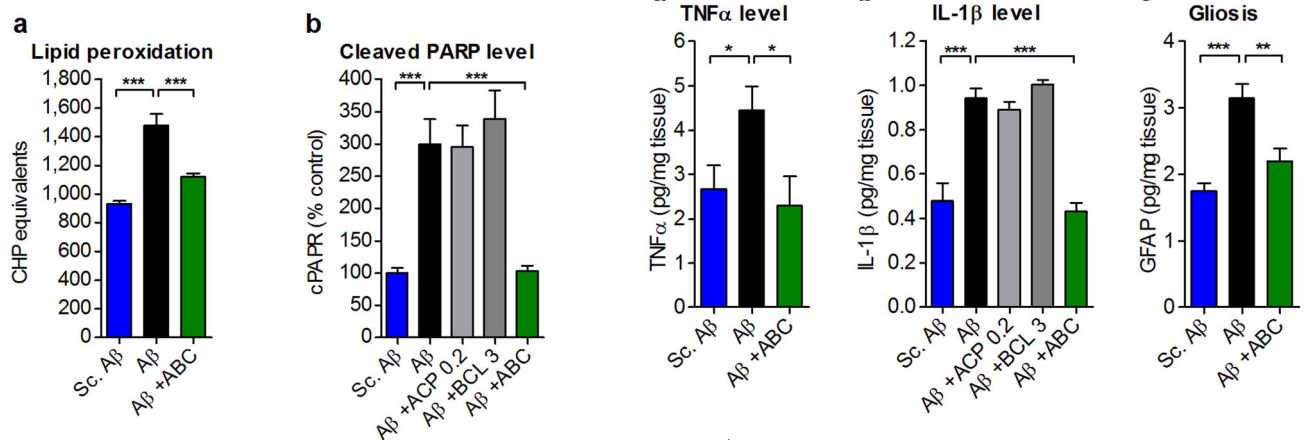 a
Lipid peroxidation
1,800
1,600
1,400
1,200
1,000
800
600
400
200
0
CHP equivalents
***
***
Sc. Aβ
Aβ
Aβ +ABC
b
Cleaved PARP level
400
350
300
250
200
150
100
50
0
cPAPR (% control)
***
***
Sc. Aβ
Aβ
Aβ +ACP 0.2
Aβ +BCL 3
Aβ +ABC
TNFα level
6
5
4
3
2
1
0
TNFα (pg/mg tissue)
*
*
Sc. Aβ
Aβ
Aβ +ABC
IL-1β level
1.2
1.0
0.8
0.6
0.4
0.2
0.0
IL-1β (pg/mg tissue)
***
***
Sc. Aβ
Aβ
Aβ +ACP 0.2
Aβ +BCL 3
Aβ +ABC
Gliosis
4
3
2
1
0
GFAP (pg/mg tissue)
***
**
Sc. Aβ
Aβ
Aβ +ABC